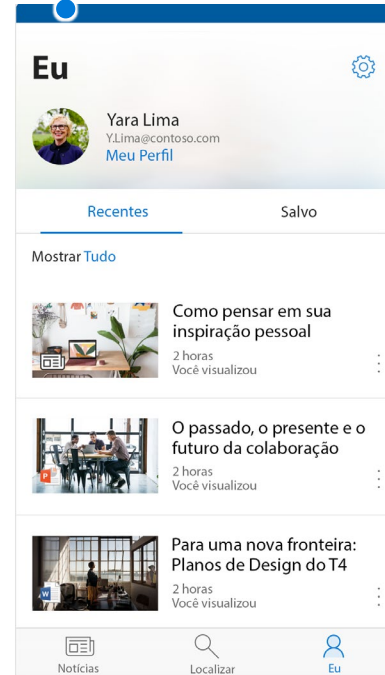 Eu
Yara Lima
Y.Lima@contoso.com
Meu Perfil
Recentes
Salvo
Mostrar Tudo
Como pensar em sua
inspiração pessoal
2 horas
Você visualizou
O passado, o presente e o
futuro da colaboração
P
2 horas
Você visualizou
Para uma nova fronteira:
Planos de Design do T4
W
2 horas
Você visualizou
Notícias
Localizar
Eu